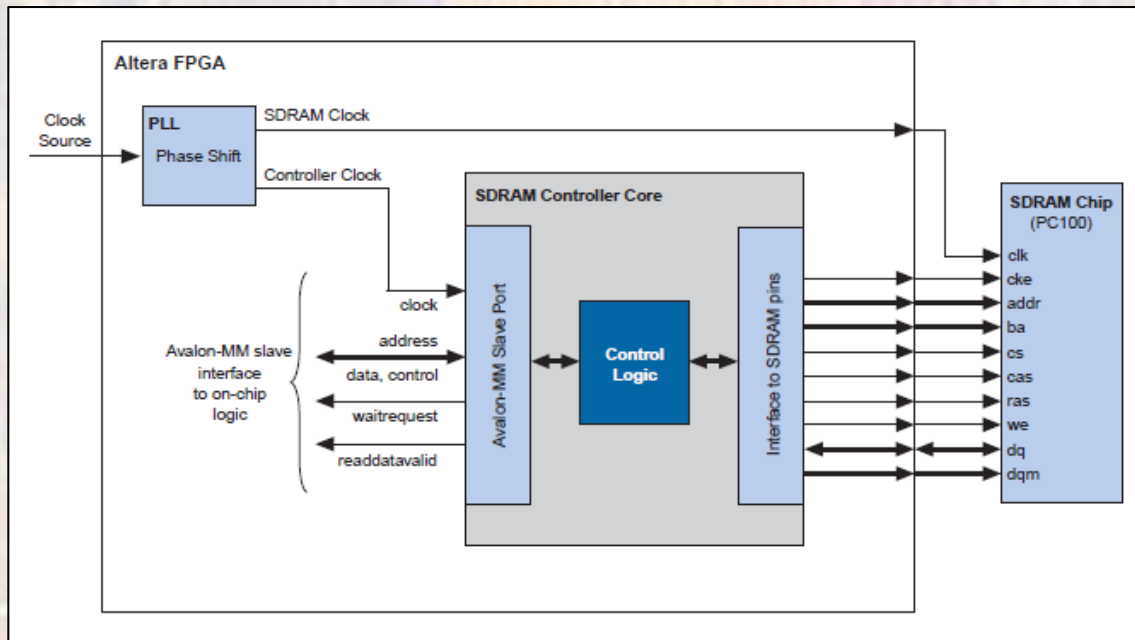 Altera FPGA
Clock
Source
PLL
Phase Shift
SDRAM Clock
Controller Clock
SDRAM Controller Core
Avalon-MM Slave Port
Control
Logic
Interface to SDRAM pins
clock
address
data, control
waitrequest
readdatavalid
Avalon-MM slave
interface
to on-chip
logic
SDRAM Chip
(PC100)
clk
cke
addr
ba
cs
cas
ras
we
dq
dqm